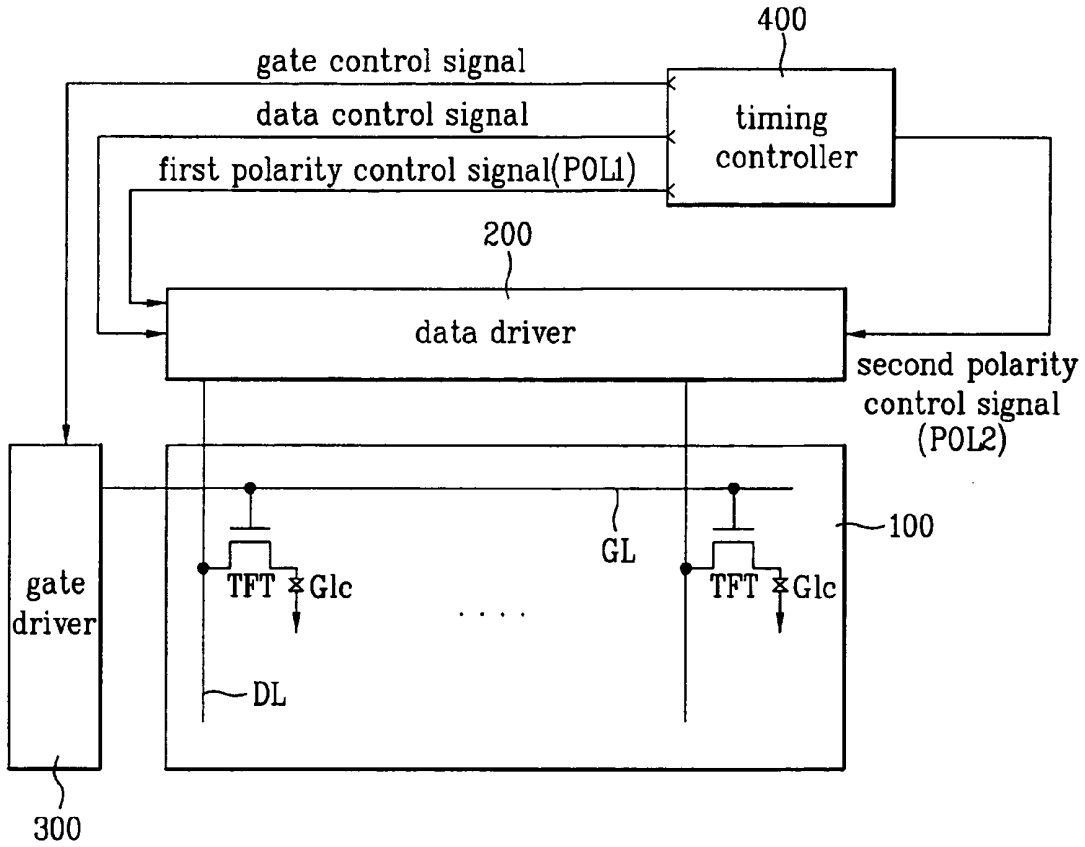 400
gate control signal
data control signal
first polarity control signal(POL1)
timing
controller
200
data driver
second polarity
control signal
(POL2)
100
GL
TFT
Glc
TFT
Glc
. . . .
gate
driver
DL
300